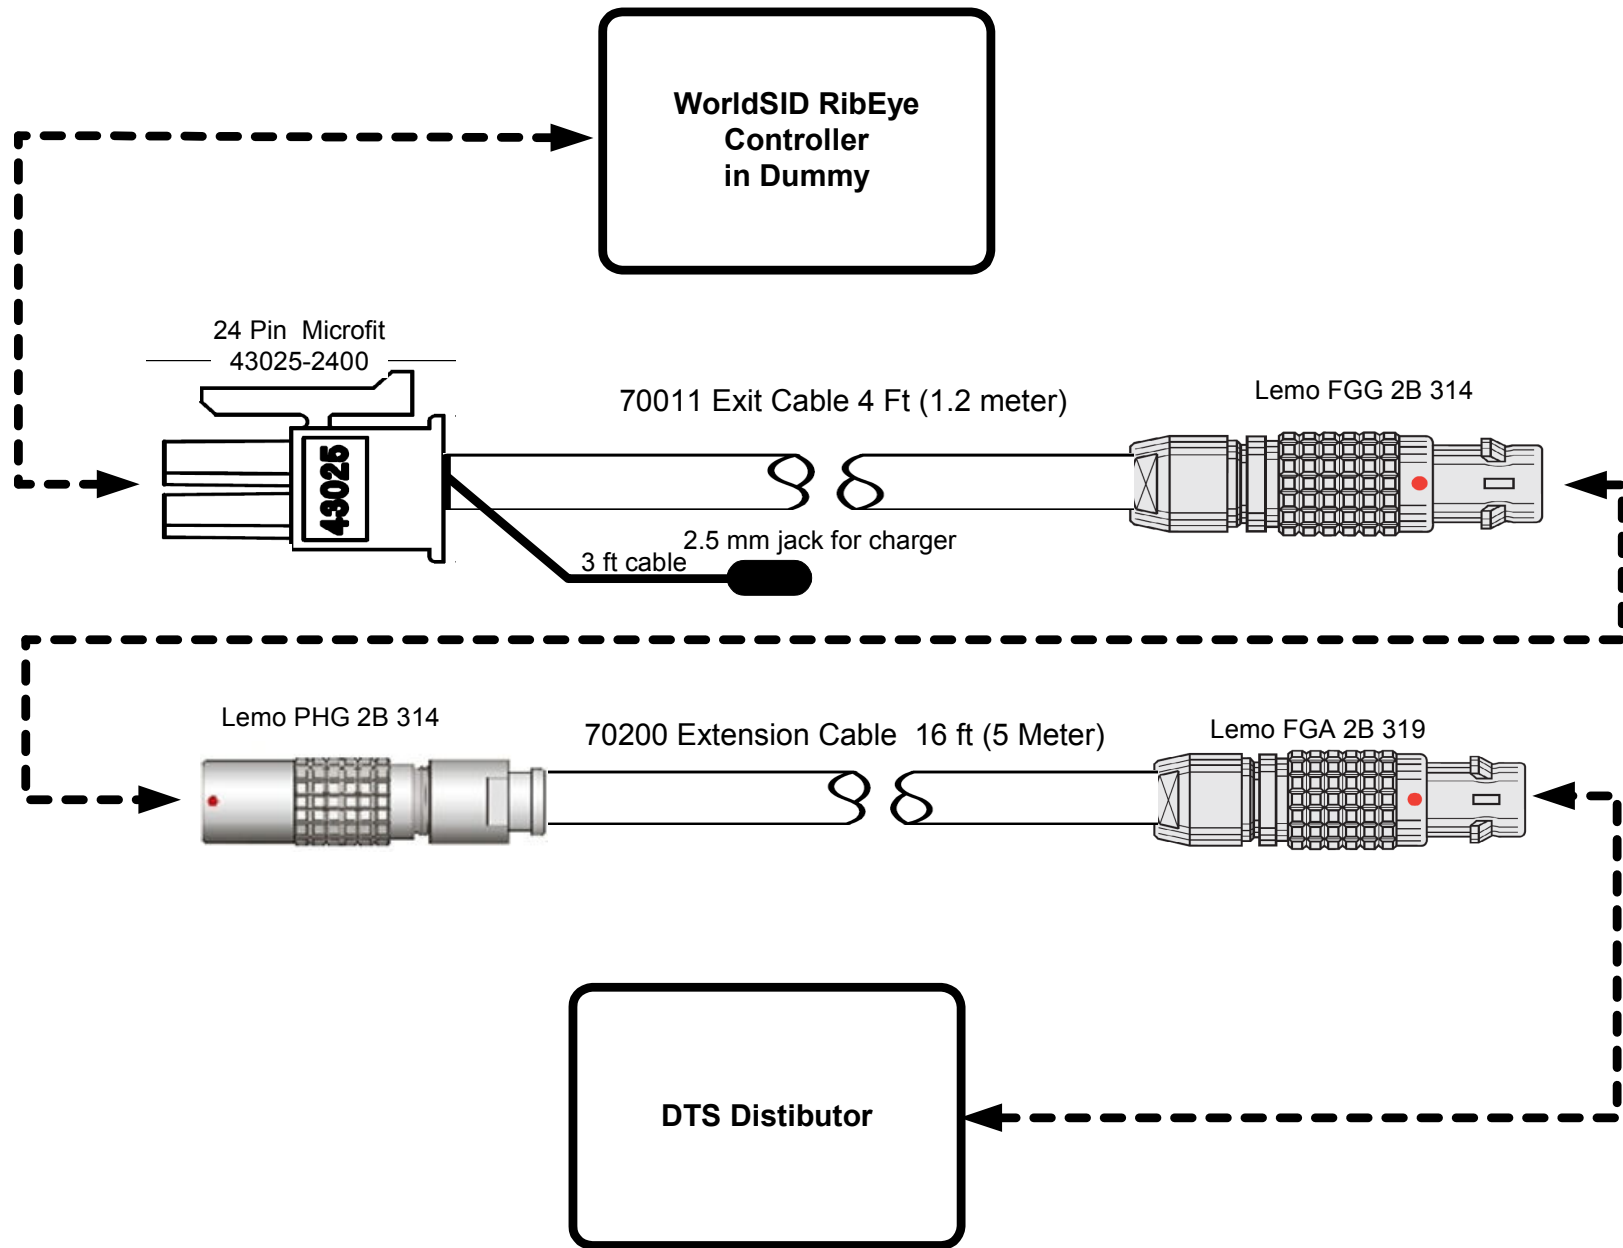 WorldSID RibEye
Controller
in Dummy
24 Pin Microfit
43025-2400
70011 Exit Cable 4 Ft (1.2 meter)
Lemo FGG 2B 314
43025
2.5 mm jack for charger
3 ft cable
Lemo PHG 2B 314
70200 Extension Cable 16 ft (5 Meter)
Lemo FGA 2B 319
DTS Distibutor